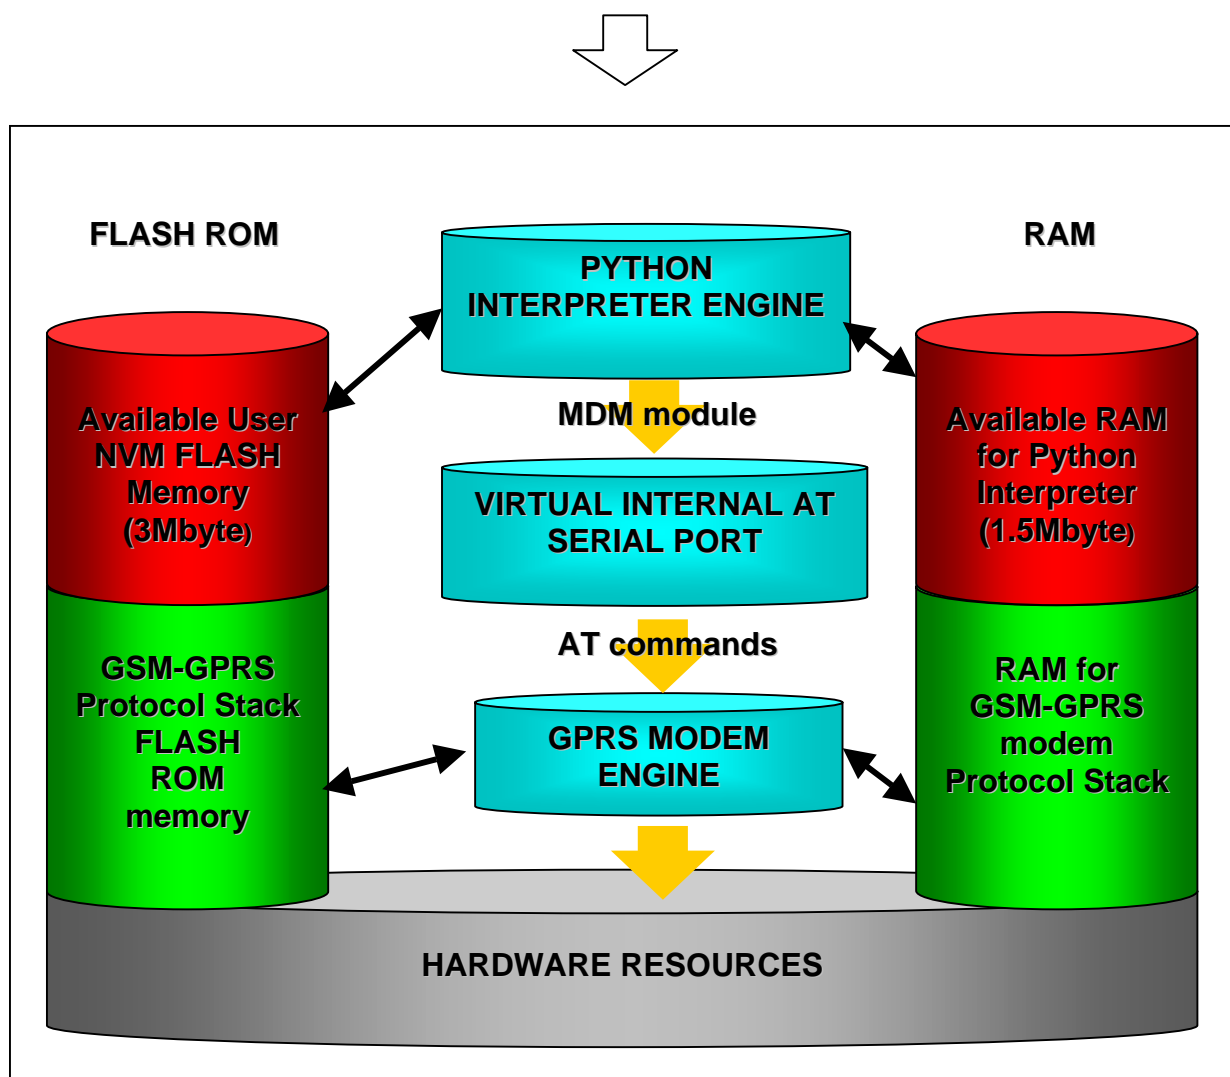 FLASH ROM
RAM
PYTHON
INTERPRETER ENGINE
MDM module
Available User
NVM FLASH
Memory
(3Mbyte)
Available RAM
for Python
Interpreter
(1.5Mbyte)
VIRTUAL INTERNAL AT
SERIAL PORT
AT commands
GSM-GPRS
Protocol Stack
FLASH
ROM
memory
GPRS MODEM
ENGINE
RAM for
GSM-GPRS
modem
Protocol Stack
HARDWARE RESOURCES